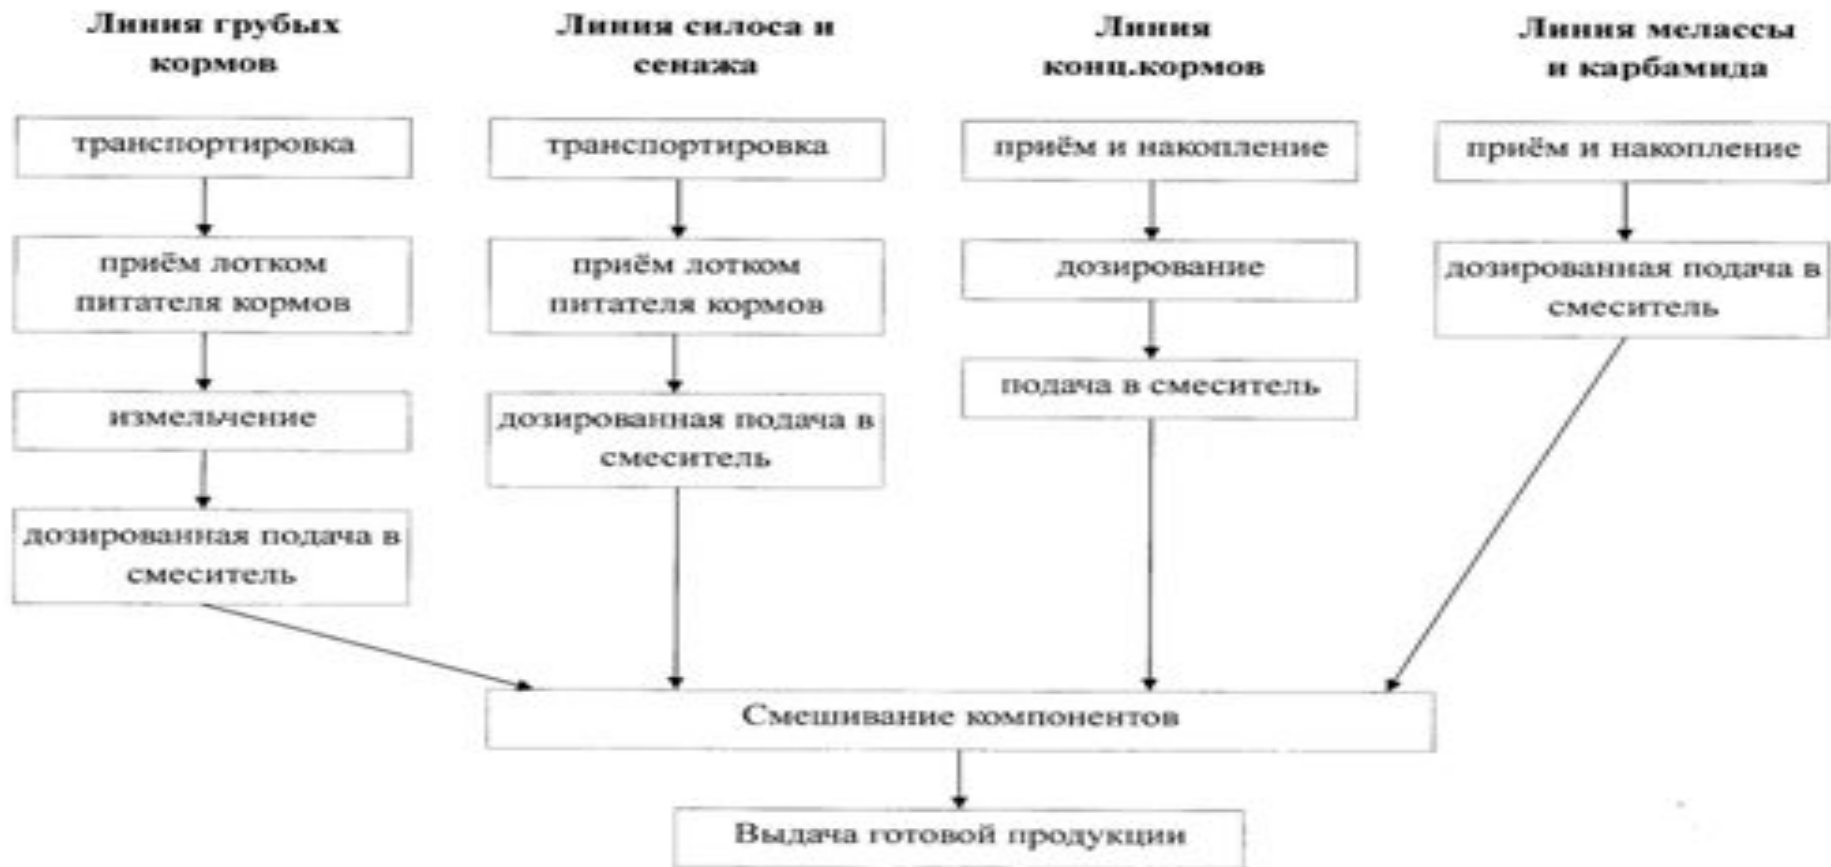 Линия грубых
кормов
транспортировка
приём лотком
питателя кормов
измельчение
дозированная подача в
смеситель
Линия силоса и
сенажа
транспортировка
приём лотком
питателя кормов
дозированная подача в
смеситель
Линия
конц.кормов
приём и накопление
дозирование
подача в смеситель
Линия мелассы
и карбамида
приём и накопление
дозированная подача в
смеситель
Смешивание компонентов
Выдача готовой продукции